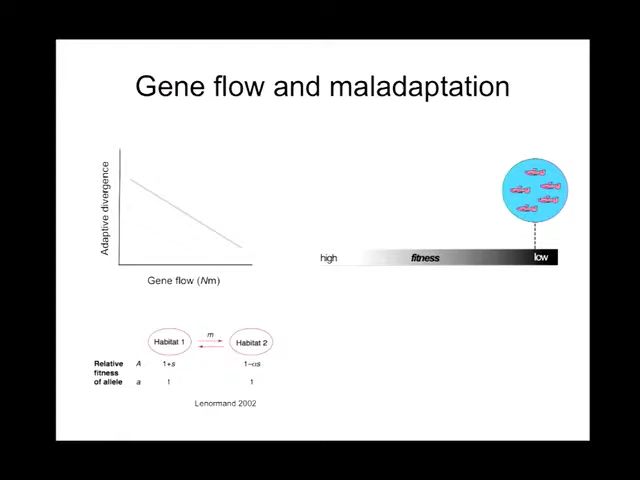 Gene flow and maladaptation
Adaptive divergence
Gene flow (Nm)
high fitness low
Habitat 1 m Habitat 2
Relative fitness of allele
A 1+s 1−αs
a 1 1
Lenormand 2002